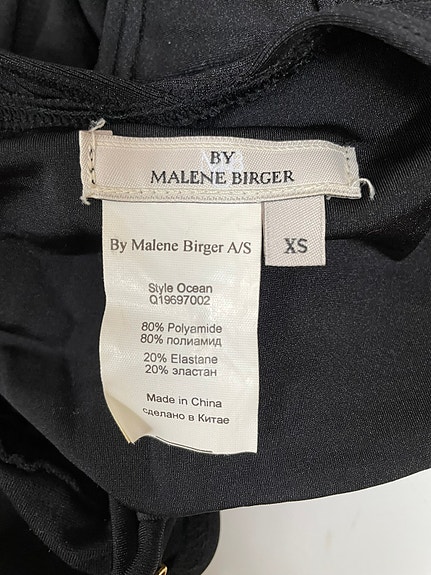 BY
MALENE BIRGER
XS
By Malene Birger A/S
Style Ocean
Q19697002
80% Polyamide
80% полиамид
20% Elastane
20% эластан
Made in China
сделано в Китае